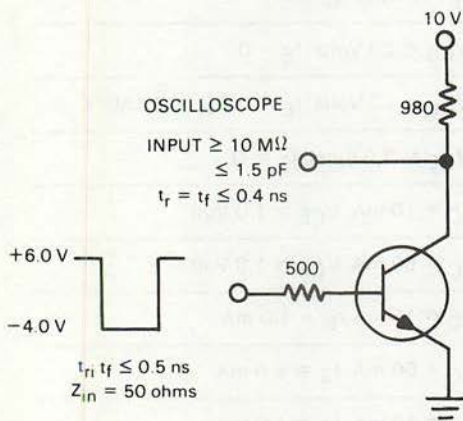 10 V
980
OSCILLOSCOPE
INPUT ≥ 10 MΩ
≤ 1.5 pF
tr = tf ≤ 0.4 ns
+6.0 V
500
−4.0 V
tri tf ≤ 0.5 ns
Zin = 50 ohms